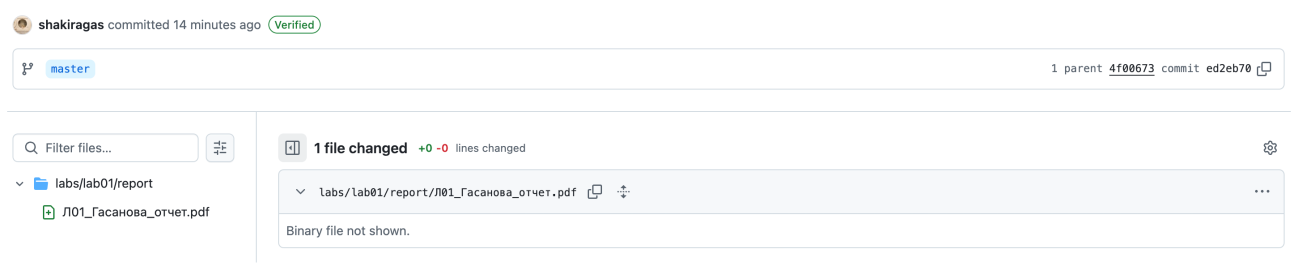 shakiragas committed 14 minutes ago Verified
master
1 parent 4f00673 commit ed2eb70
Filter files...
labs/lab01/report
Л01_Гасанова_отчет.pdf
1 file changed +0 -0 lines changed
labs/lab01/report/Л01_Гасанова_отчет.pdf
Binary file not shown.